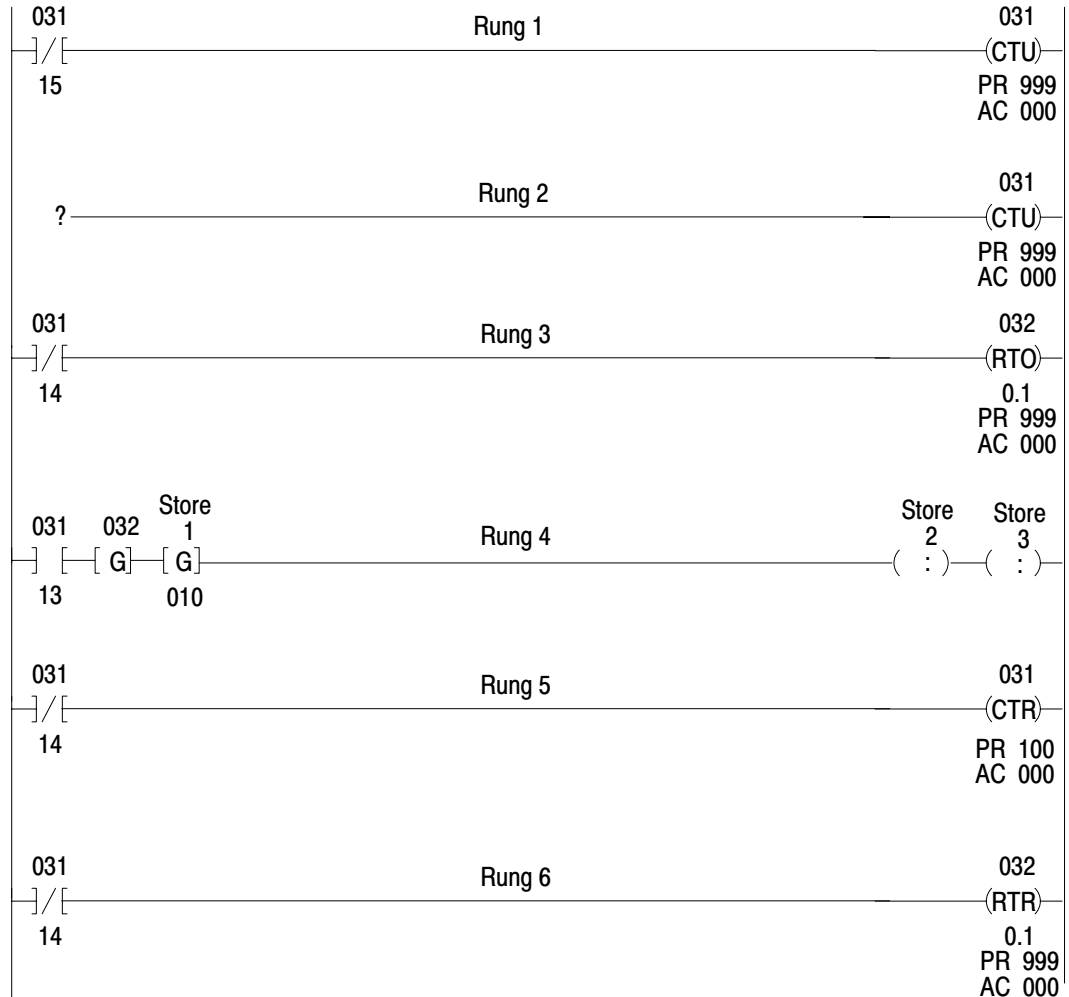 031 Rung 1 031
]/[ (CTU)
15 PR 999
AC 000
Rung 2 031
? (CTU)
PR 999
AC 000
031 Rung 3 032
]/[ (RTO)
14 0.1
PR 999
AC 000
Store Store Store
031 032 1 Rung 4 2 3
] [ [ G] [ G] ( : ) ( : )
13 010
031 Rung 5 031
]/[ (CTR)
14 PR 100
AC 000
031 Rung 6 032
]/[ (RTR)
14 0.1
PR 999
AC 000